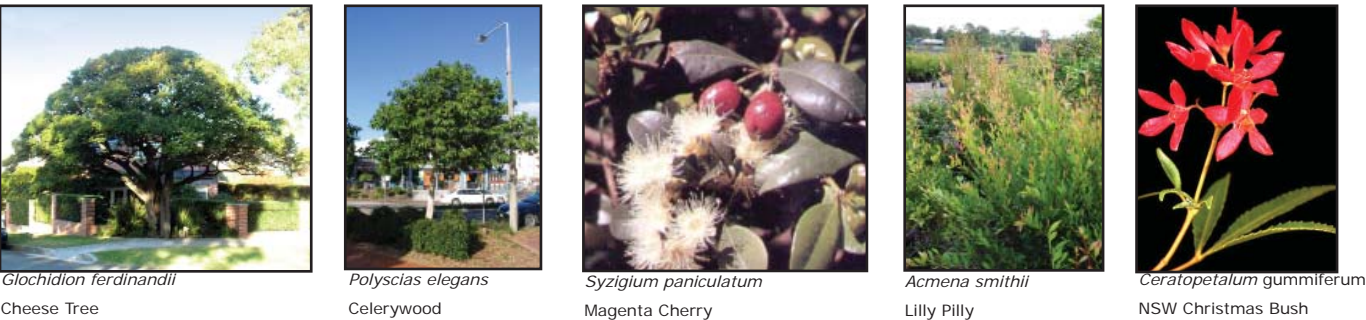 Glochidion ferdinandii
Cheese Tree
Polyscias elegans
Celerywood
Syzigium paniculatum
Magenta Cherry
Acmena smithii
Lilly Pilly
Ceratopetalum gummiferum
NSW Christmas Bush